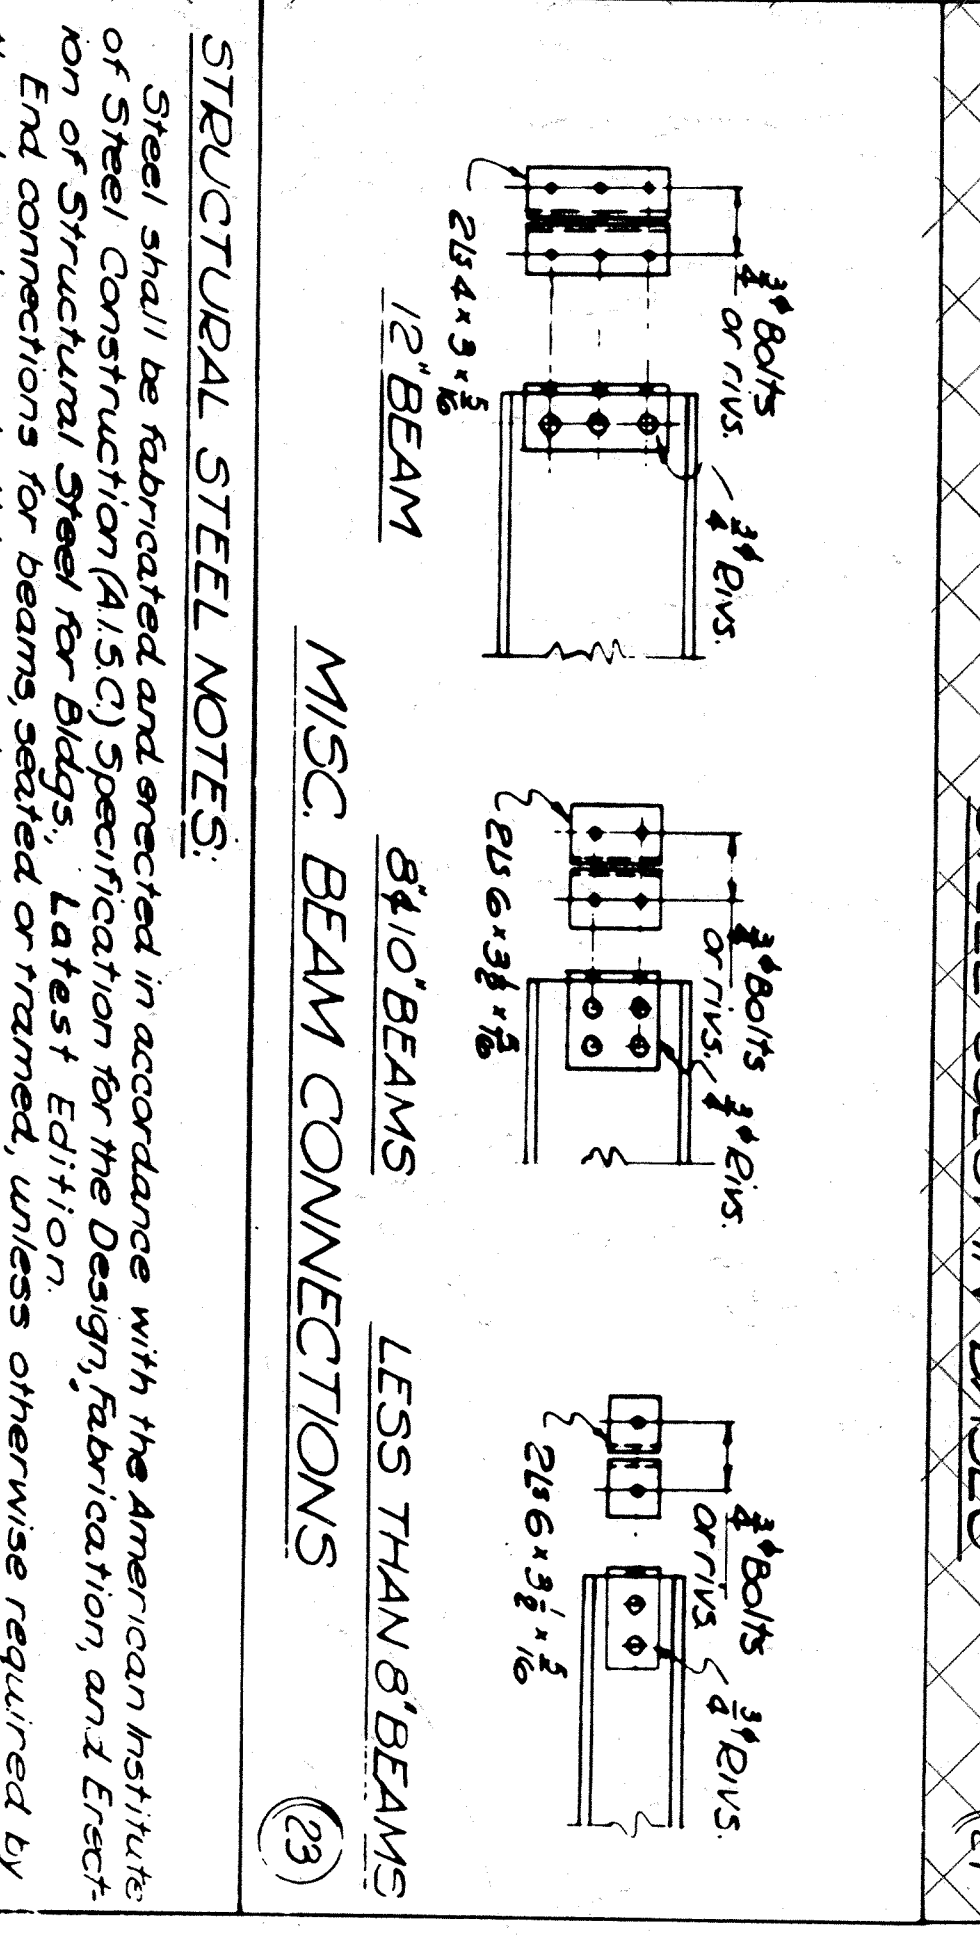 3/4"φ Bolts
or rivs.
3/4"φ Rivs.
2Ls 4 x 3 x 5/16
12" BEAM
3/4"φ Bolts
or rivs.
3/4"φ Rivs.
2Ls 6 x 3 1/2 x 5/16
8"&10" BEAMS
3/4"φ Bolts
or rivs
3/4"φ Rivs.
2Ls 6 x 3 1/2 x 5/16
LESS THAN 8" BEAMS
MISC. BEAM CONNECTIONS
23
STRUCTURAL STEEL NOTES:
Steel shall be fabricated and erected in accordance with the American Institute
of Steel Construction (A.I.S.C.) Specification for the Design, Fabrication, and Erect-
ion of Structural Steel for Bldgs., Latest Edition.
End connections for beams, seated or framed, unless otherwise required by